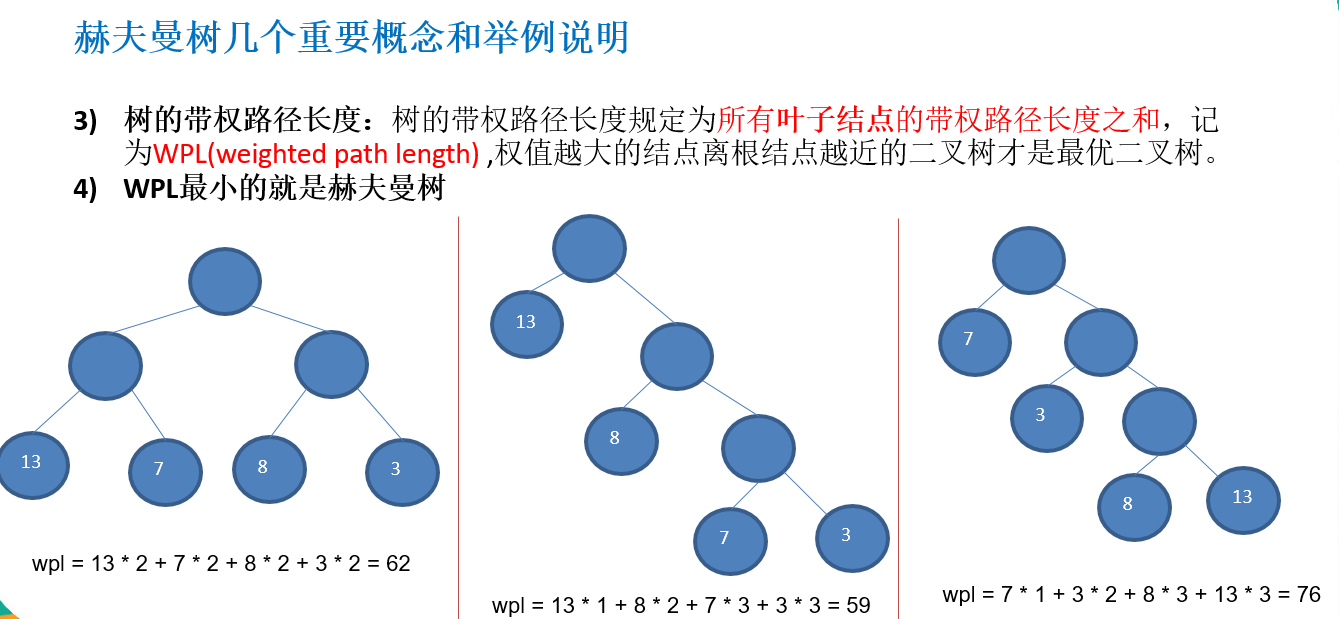 赫夫曼树几个重要概念和举例说明
3) 树的带权路径长度：树的带权路径长度规定为所有叶子结点的带权路径长度之和，记
为WPL(weighted path length) ,权值越大的结点离根结点越近的二叉树才是最优二叉树。
4) WPL最小的就是赫夫曼树
13
7
8
3
wpl = 13 * 2 + 7 * 2 + 8 * 2 + 3 * 2 = 62
13
8
7
3
wpl = 13 * 1 + 8 * 2 + 7 * 3 + 3 * 3 = 59
7
3
8
13
wpl = 7 * 1 + 3 * 2 + 8 * 3 + 13 * 3 = 76